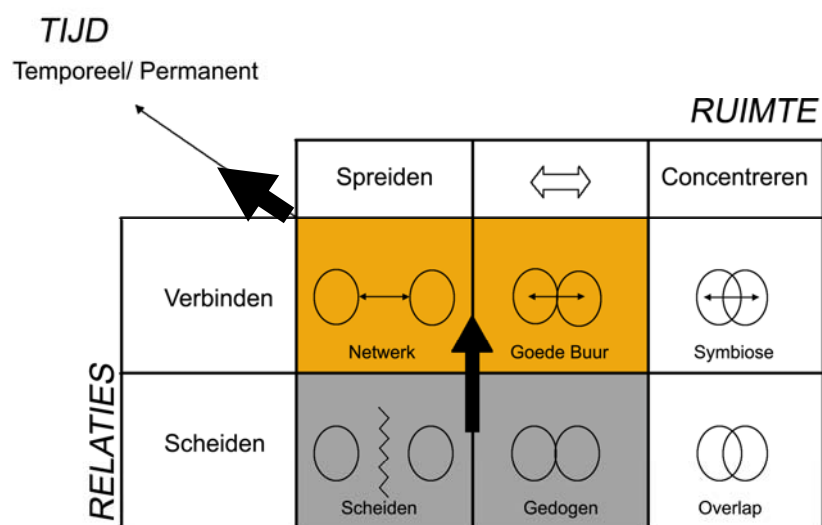 TIJD
Temporeel/ Permanent
RUIMTE
Spreiden
Concentreren
Verbinden
Netwerk
Goede Buur
Symbiose
RELATIES
Scheiden
Scheiden
Gedogen
Overlap